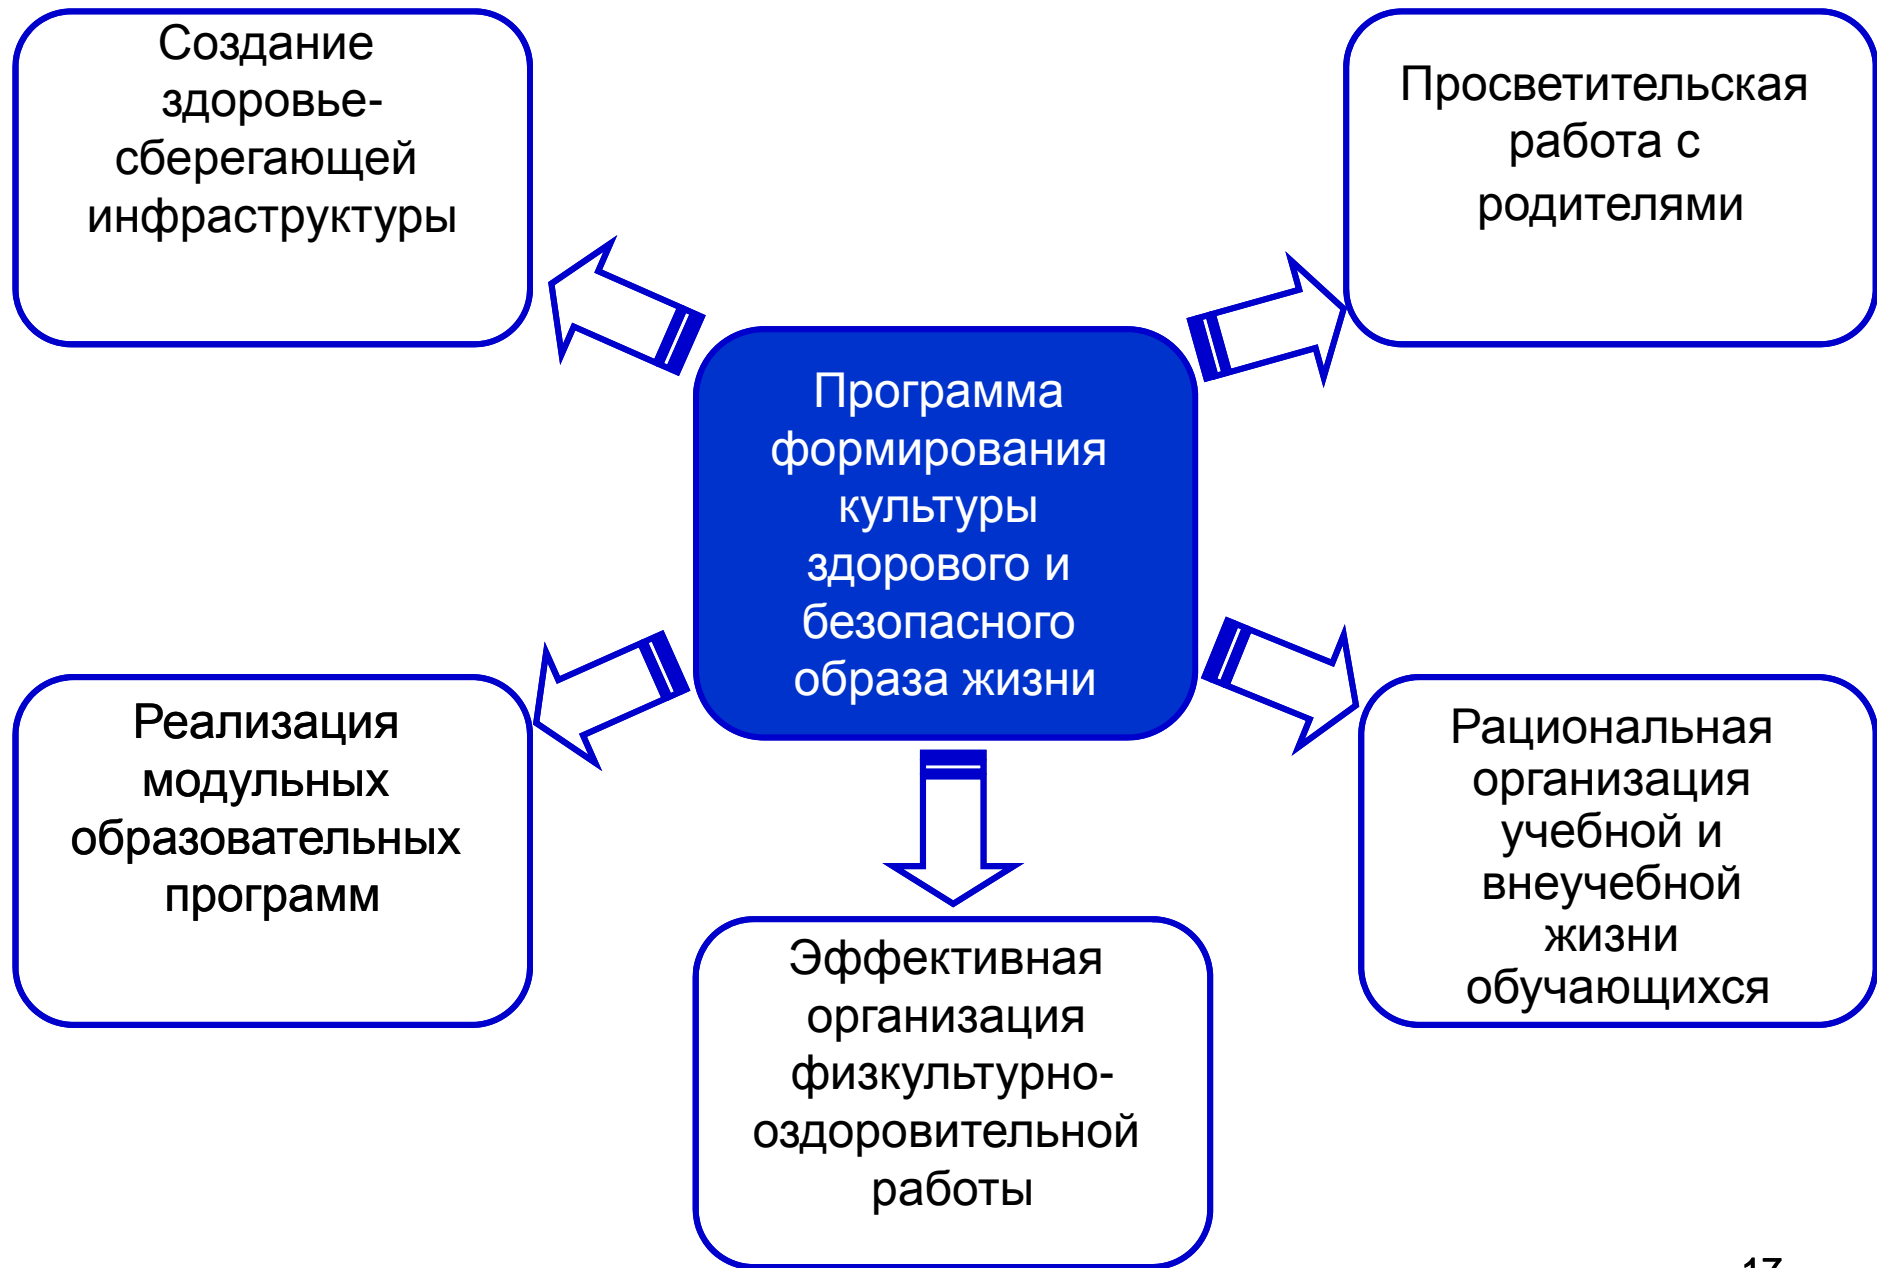 Создание
здоровье-
сберегающей
инфраструктуры
Просветительская
работа с
родителями
Программа
формирования
культуры
здорового и
безопасного
образа жизни
Реализация
модульных
образовательных
программ
Эффективная
организация
физкультурно-
оздоровительной
работы
Рациональная
организация
учебной и
внеучебной
жизни
обучающихся
17